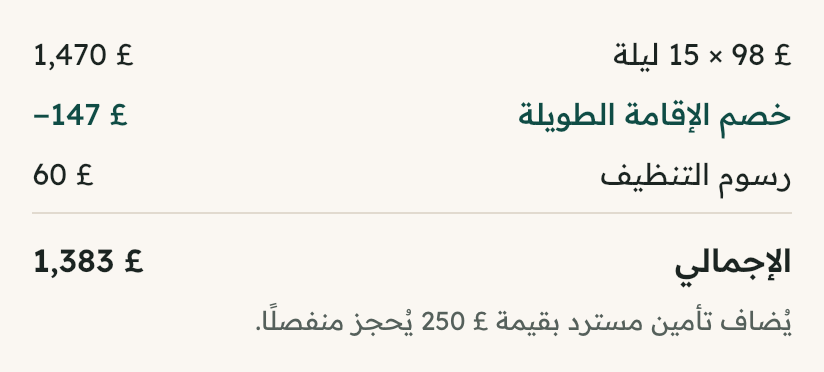 £ 98 × 15 ليلة £ 1,470
خصم الإقامة الطويلة £ 147–
رسوم التنظيف £ 60
الإجمالي £ 1,383
يُضاف تأمين مسترد بقيمة £ 250 يُحجز منفصلًا.